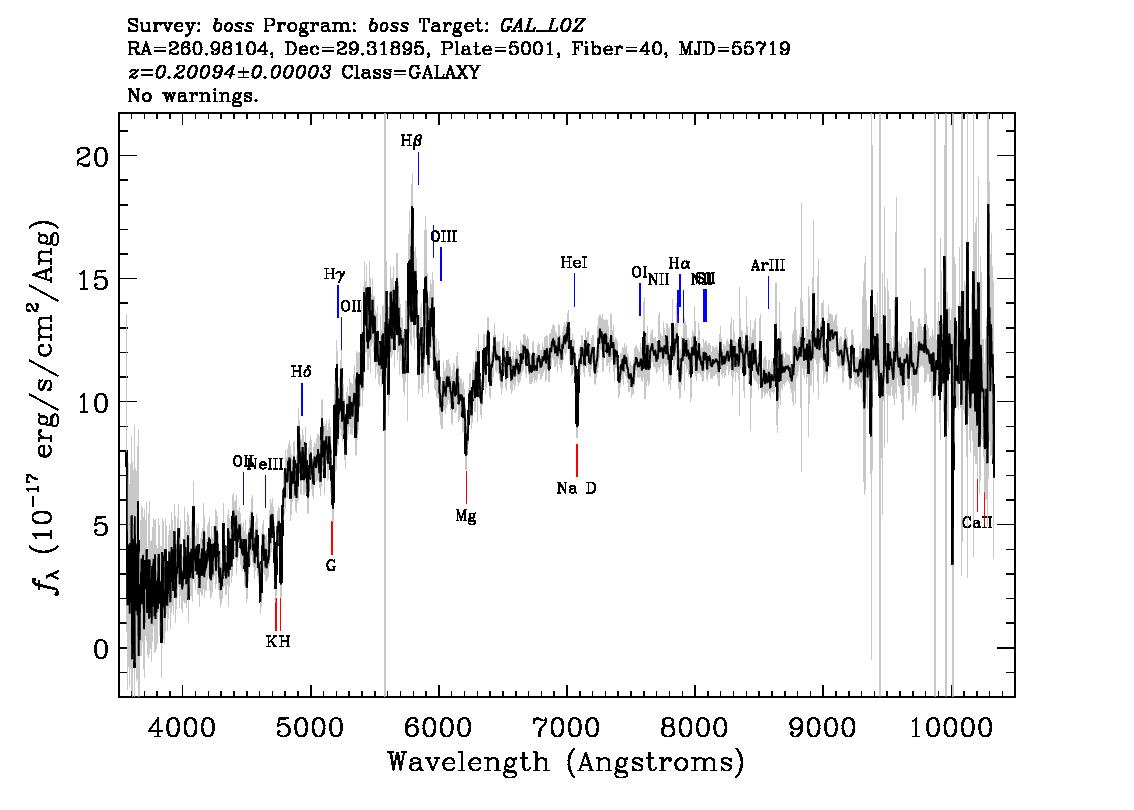 Survey: boss Program: boss Target: GAL_LOZ
RA=260.98104, Dec=29.31895, Plate=5001, Fiber=40, MJD=55719
z=0.20094±0.00003 Class=GALAXY
No warnings.
Hβ
OIII
Hγ
OIII
HeI
OI
NII
Hα
NII
SII
ArIII
Hδ
OII
NeIII
G
KH
Mg
Na D
CaII
20
15
10
5
0
fλ (10⁻¹⁷ erg/s/cm²/Ang)
4000 5000 6000 7000 8000 9000 10000
Wavelength (Angstroms)